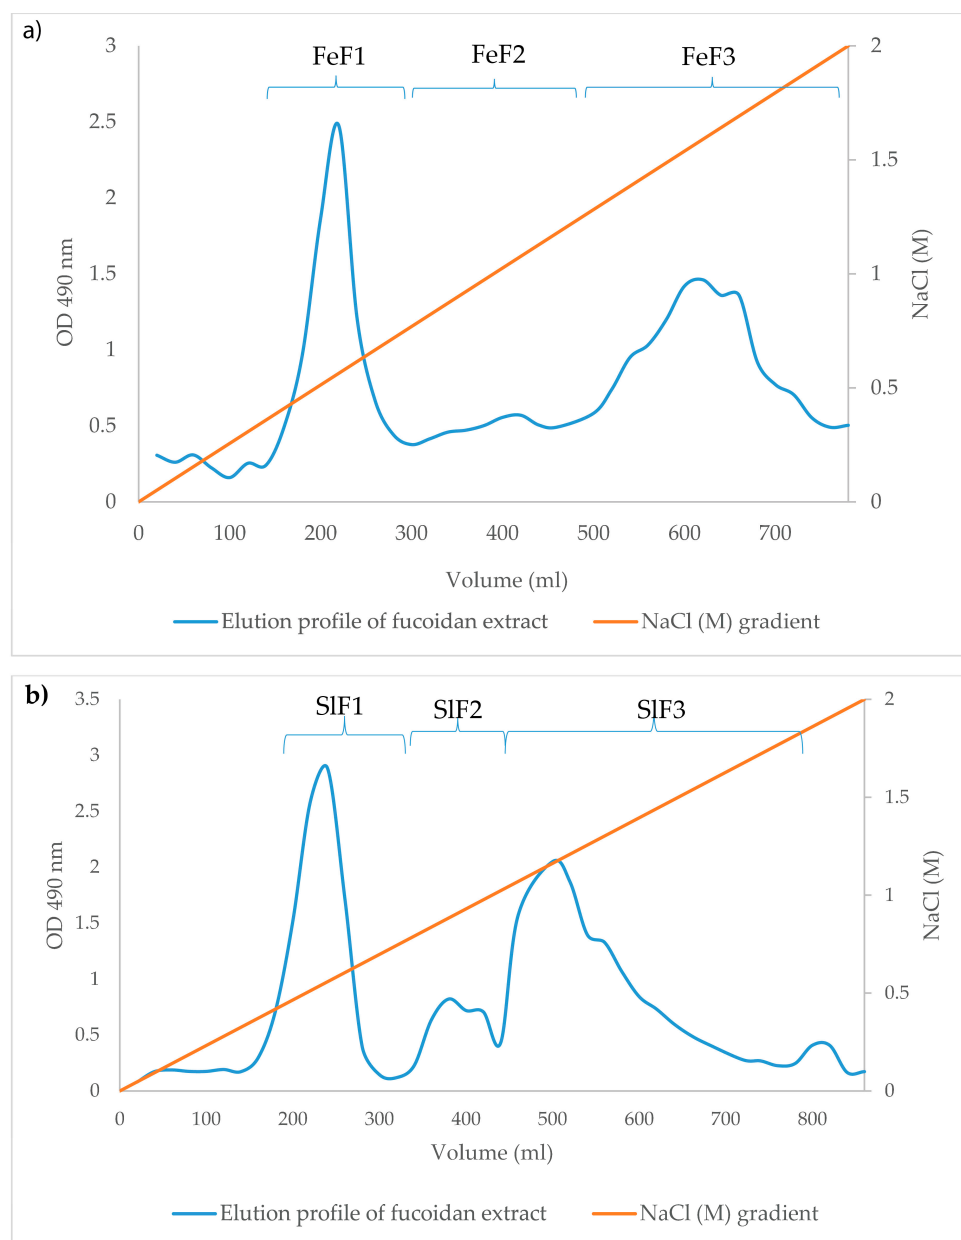 a)
FeF1 FeF2 FeF3
3 2
2.5
2 1.5
1.5 1
1 0.5
0.5
0 0
OD 490 nm
NaCl (M)
0 100 200 300 400 500 600 700
Volume (ml)
Elution profile of fucoidan extract NaCl (M) gradient
b)
SlF1 SlF2 SlF3
3.5 2
3
2.5 1.5
2
1.5 1
1
0.5 0.5
0 0
OD 490 nm
NaCl (M)
0 100 200 300 400 500 600 700 800
Volume (ml)
Elution profile of fucoidan extract NaCl (M) gradient